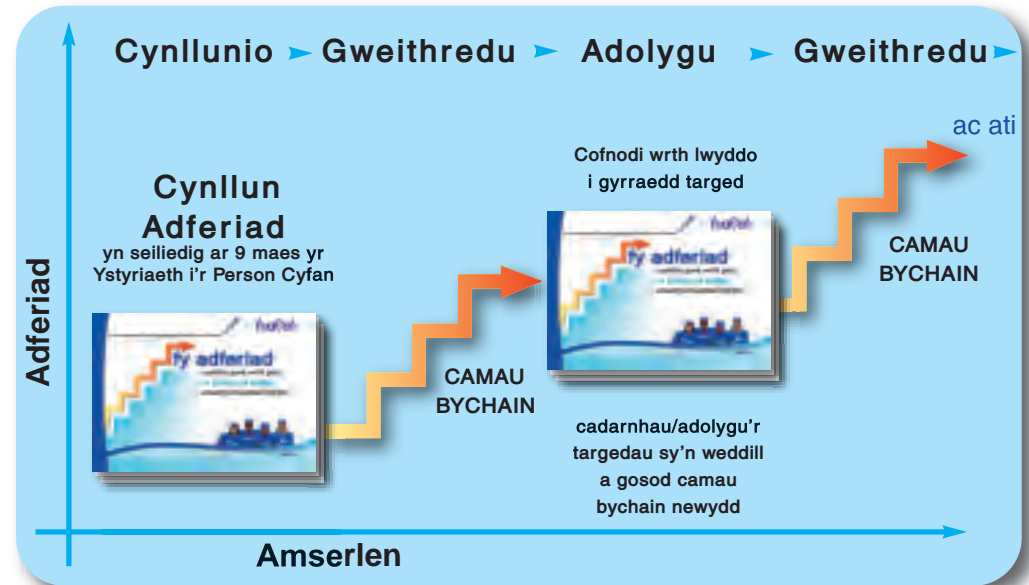 Cynllunio Gweithredu Adolygu Gweithredu
ac ati
Cofnodi wrth lwyddo
i gyrraedd targed
Cynllun
Adferiad
yn seiliedig ar 9 maes yr
Ystyriaeth i'r Person Cyfan
fy adferiad
CAMAU
BYCHAIN
fy adferiad
CAMAU
BYCHAIN
cadarnhau/adolygu'r
targedau sy'n weddill
a gosod camau
bychain newydd
Adferiad
Amserlen